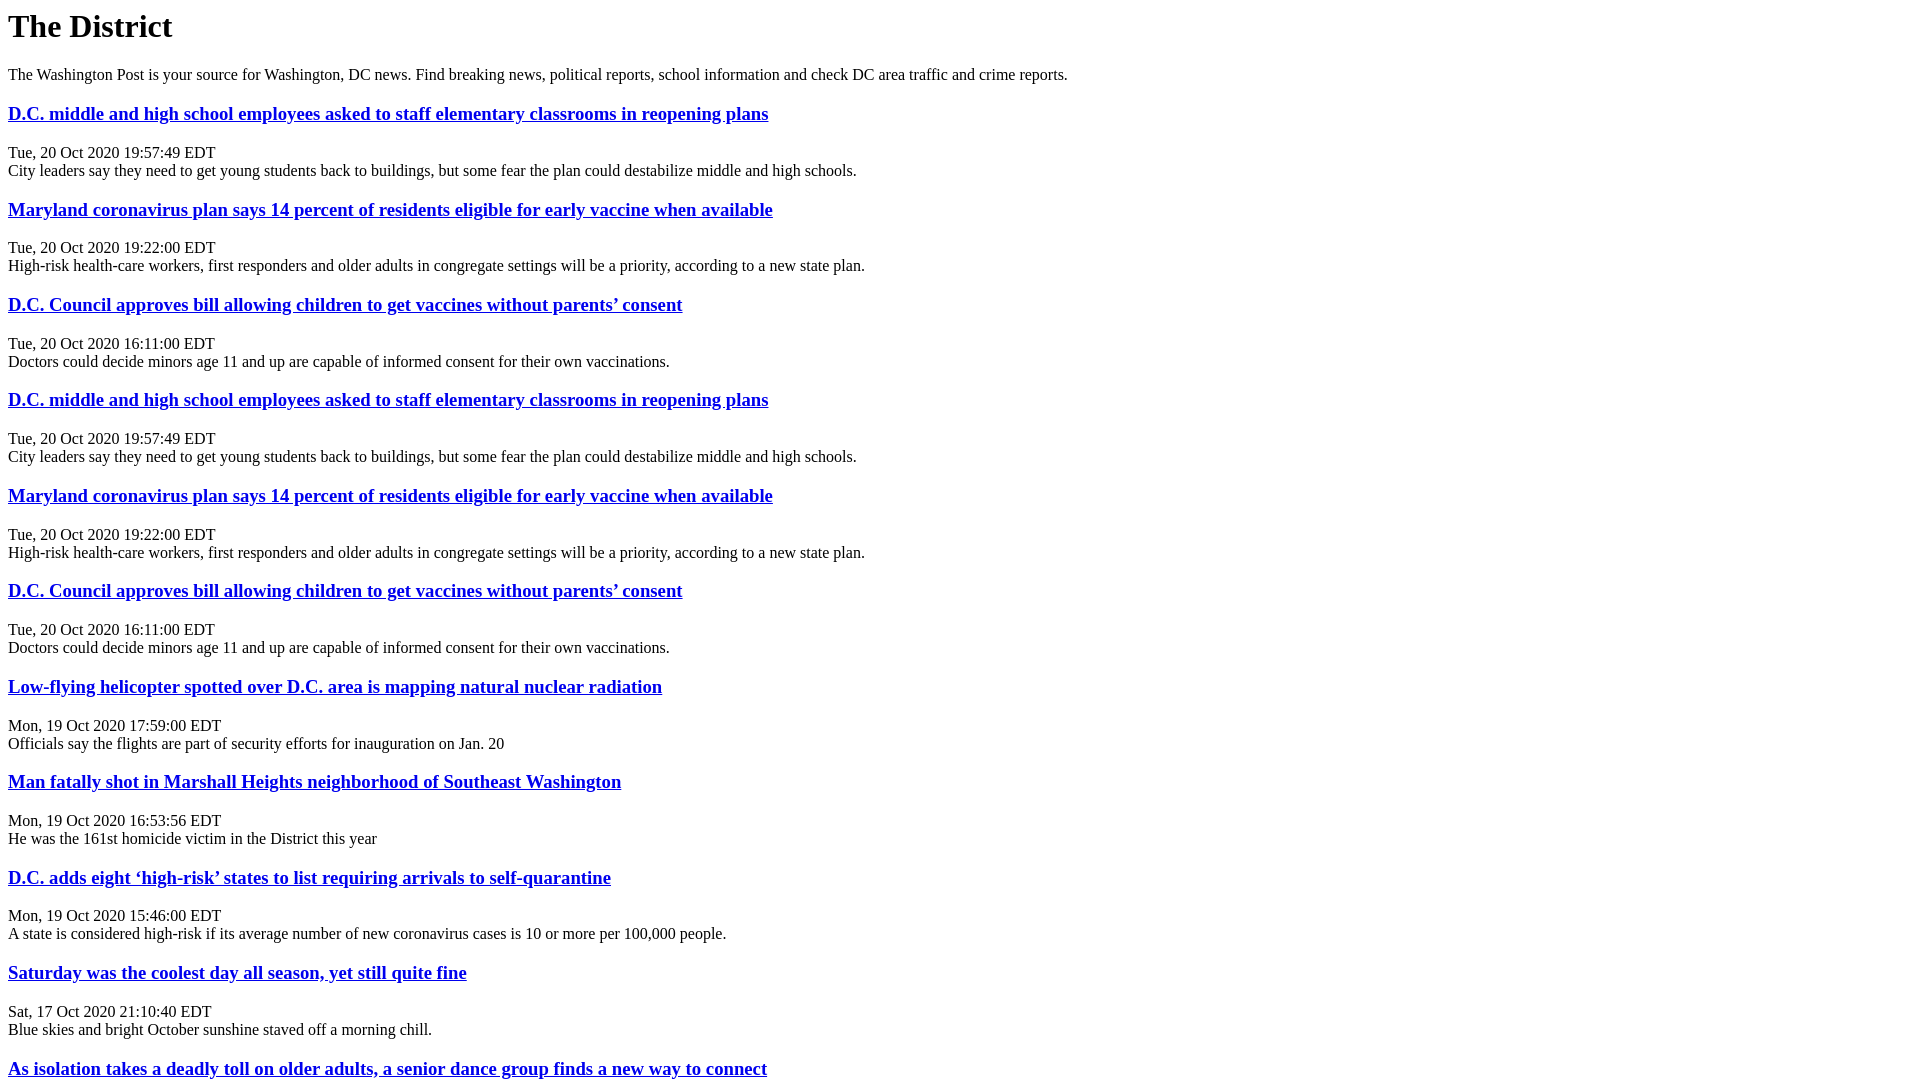 The District
The Washington Post is your source for Washington, DC news. Find breaking news, political reports, school information and check DC area traffic and crime reports.
D.C. middle and high school employees asked to staff elementary classrooms in reopening plans
Tue, 20 Oct 2020 19:57:49 EDT
City leaders say they need to get young students back to buildings, but some fear the plan could destabilize middle and high schools.
Maryland coronavirus plan says 14 percent of residents eligible for early vaccine when available
Tue, 20 Oct 2020 19:22:00 EDT
High-risk health-care workers, first responders and older adults in congregate settings will be a priority, according to a new state plan.
D.C. Council approves bill allowing children to get vaccines without parents’ consent
Tue, 20 Oct 2020 16:11:00 EDT
Doctors could decide minors age 11 and up are capable of informed consent for their own vaccinations.
D.C. middle and high school employees asked to staff elementary classrooms in reopening plans
Tue, 20 Oct 2020 19:57:49 EDT
City leaders say they need to get young students back to buildings, but some fear the plan could destabilize middle and high schools.
Maryland coronavirus plan says 14 percent of residents eligible for early vaccine when available
Tue, 20 Oct 2020 19:22:00 EDT
High-risk health-care workers, first responders and older adults in congregate settings will be a priority, according to a new state plan.
D.C. Council approves bill allowing children to get vaccines without parents’ consent
Tue, 20 Oct 2020 16:11:00 EDT
Doctors could decide minors age 11 and up are capable of informed consent for their own vaccinations.
Low-flying helicopter spotted over D.C. area is mapping natural nuclear radiation
Mon, 19 Oct 2020 17:59:00 EDT
Officials say the flights are part of security efforts for inauguration on Jan. 20
Man fatally shot in Marshall Heights neighborhood of Southeast Washington
Mon, 19 Oct 2020 16:53:56 EDT
He was the 161st homicide victim in the District this year
D.C. adds eight ‘high-risk’ states to list requiring arrivals to self-quarantine
Mon, 19 Oct 2020 15:46:00 EDT
A state is considered high-risk if its average number of new coronavirus cases is 10 or more per 100,000 people.
Saturday was the coolest day all season, yet still quite fine
Sat, 17 Oct 2020 21:10:40 EDT
Blue skies and bright October sunshine staved off a morning chill.
As isolation takes a deadly toll on older adults, a senior dance group finds a new way to connect